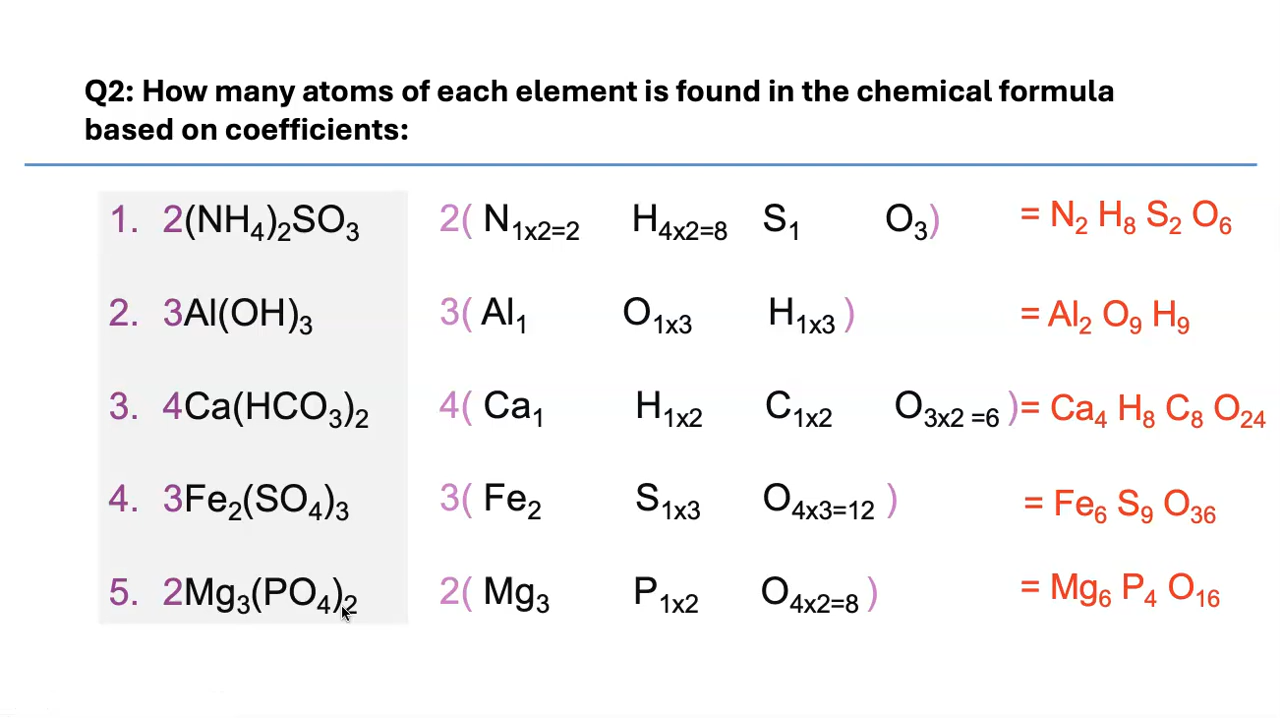 Q2: How many atoms of each element is found in the chemical formula
based on coefficients:
1. 2(NH₄)₂SO₃ 2( N₁ₓ₂₌₂ H₄ₓ₂₌₈ S₁ O₃) = N₂ H₈ S₂ O₆
2. 3Al(OH)₃ 3( Al₁ O₁ₓ₃ H₁ₓ₃ ) = Al₂ O₉ H₉
3. 4Ca(HCO₃)₂ 4( Ca₁ H₁ₓ₂ C₁ₓ₂ O₃ₓ₂ ₌₆ )= Ca₄ H₈ C₈ O₂₄
4. 3Fe₂(SO₄)₃ 3( Fe₂ S₁ₓ₃ O₄ₓ₃₌₁₂ ) = Fe₆ S₉ O₃₆
5. 2Mg₃(PO₄)₂ 2( Mg₃ P₁ₓ₂ O₄ₓ₂₌₈ ) = Mg₆ P₄ O₁₆